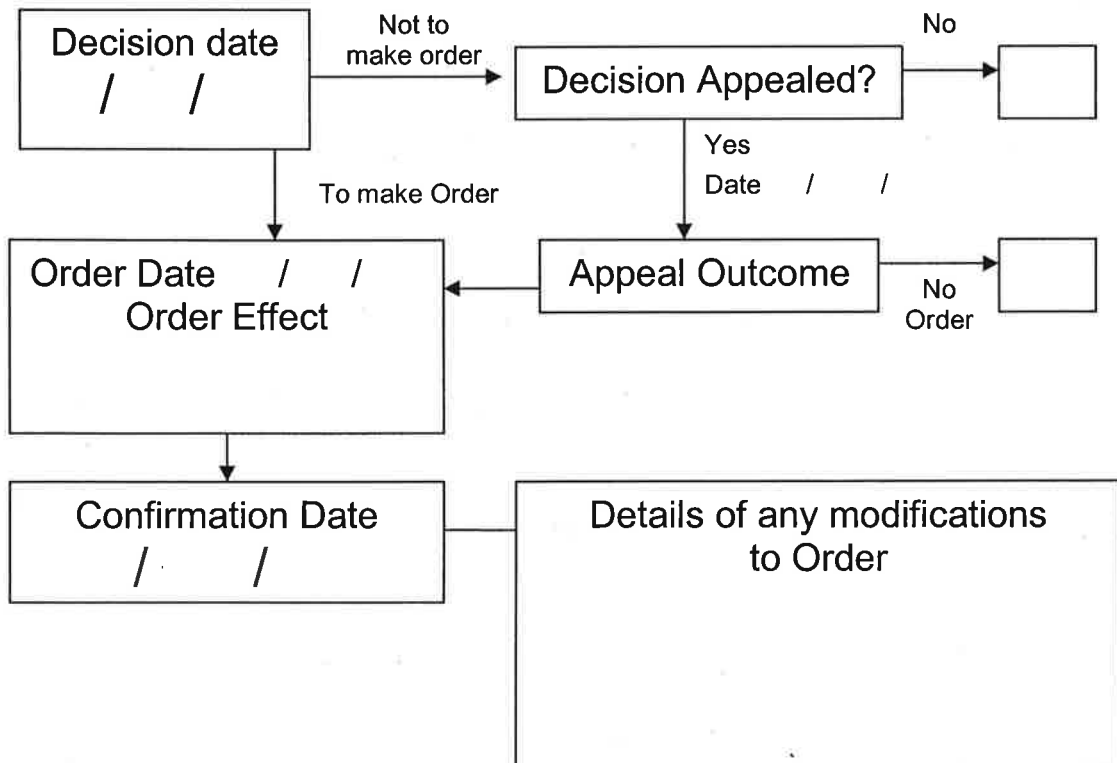 Decision date
/ /
Not to
make order
Decision Appealed?
No
Yes
Date / /
To make Order
Order Date / /
Order Effect
Appeal Outcome
No
Order
Confirmation Date
/ /
Details of any modifications
to Order